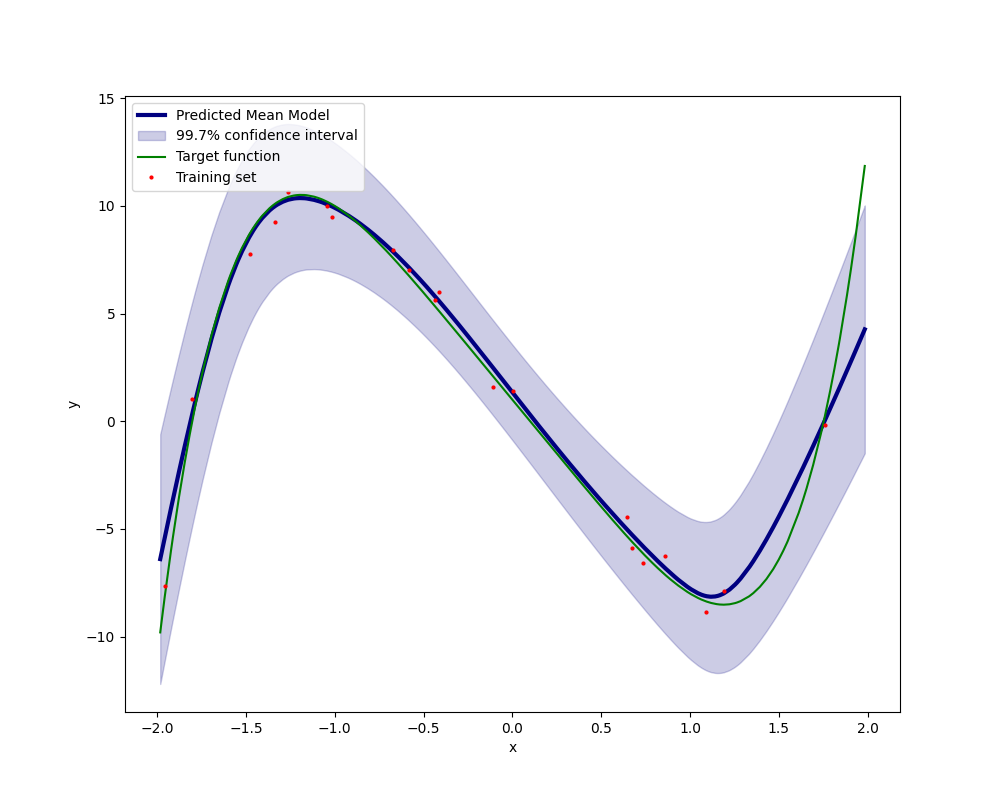 Predicted Mean Model
99.7% confidence interval
Target function
Training set
15
10
5
0
−5
−10
y
−2.0 −1.5 −1.0 −0.5 0.0 0.5 1.0 1.5 2.0
x